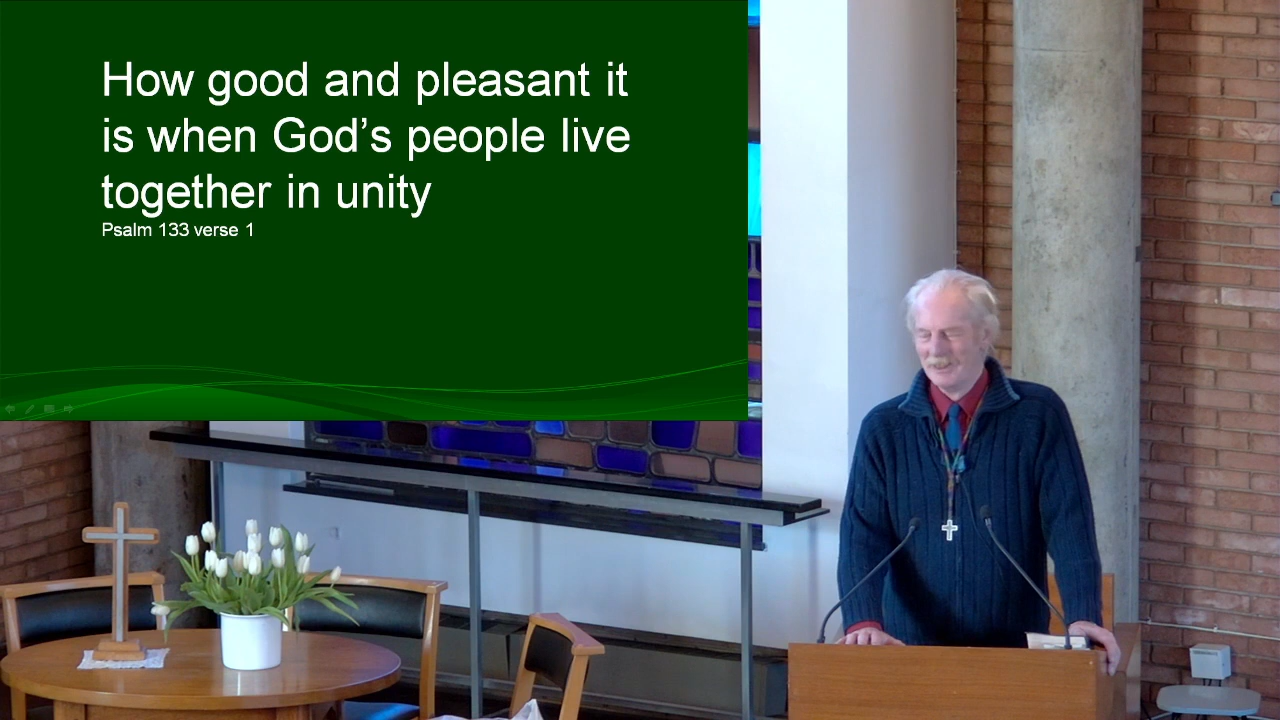 How good and pleasant it
is when God’s people live
together in unity
Psalm 133 verse 1